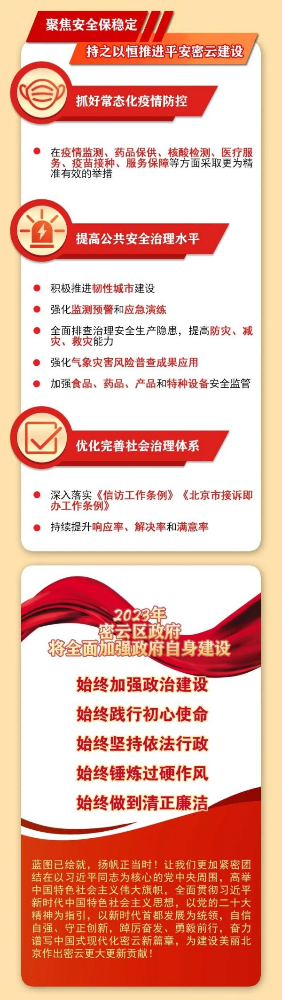 聚焦安全保稳定
持之以恒推进平安密云建设
抓好常态化疫情防控
在疫情监测、药品保供、核酸检测、医疗服
务、疫苗接种、服务保障等方面采取更为精
准有效的举措
提高公共安全治理水平
积极推进韧性城市建设
强化监测预警和应急演练
全面排查治理安全生产隐患，提高防灾、减
灾、救灾能力
强化气象灾害风险普查成果应用
加强食品、药品、产品和特种设备安全监管
优化完善社会治理体系
深入落实《信访工作条例》《北京市接诉即
办工作条例》
持续提升响应率、解决率和满意率
2023年
密云区政府
将全面加强政府自身建设
始终加强政治建设
始终践行初心使命
始终坚持依法行政
始终锤炼过硬作风
始终做到清正廉洁
蓝图已绘就，扬帆正当时！让我们更加紧密团
结在以习近平同志为核心的党中央周围，高举
中国特色社会主义伟大旗帜，全面贯彻习近平
新时代中国特色社会主义思想，以党的二十大
精神为指引，以新时代首都发展为统领，自信
自强、守正创新，踔厉奋发、勇毅前行，奋力
谱写中国式现代化密云新篇章，为建设美丽北
京作出密云更大更新贡献！